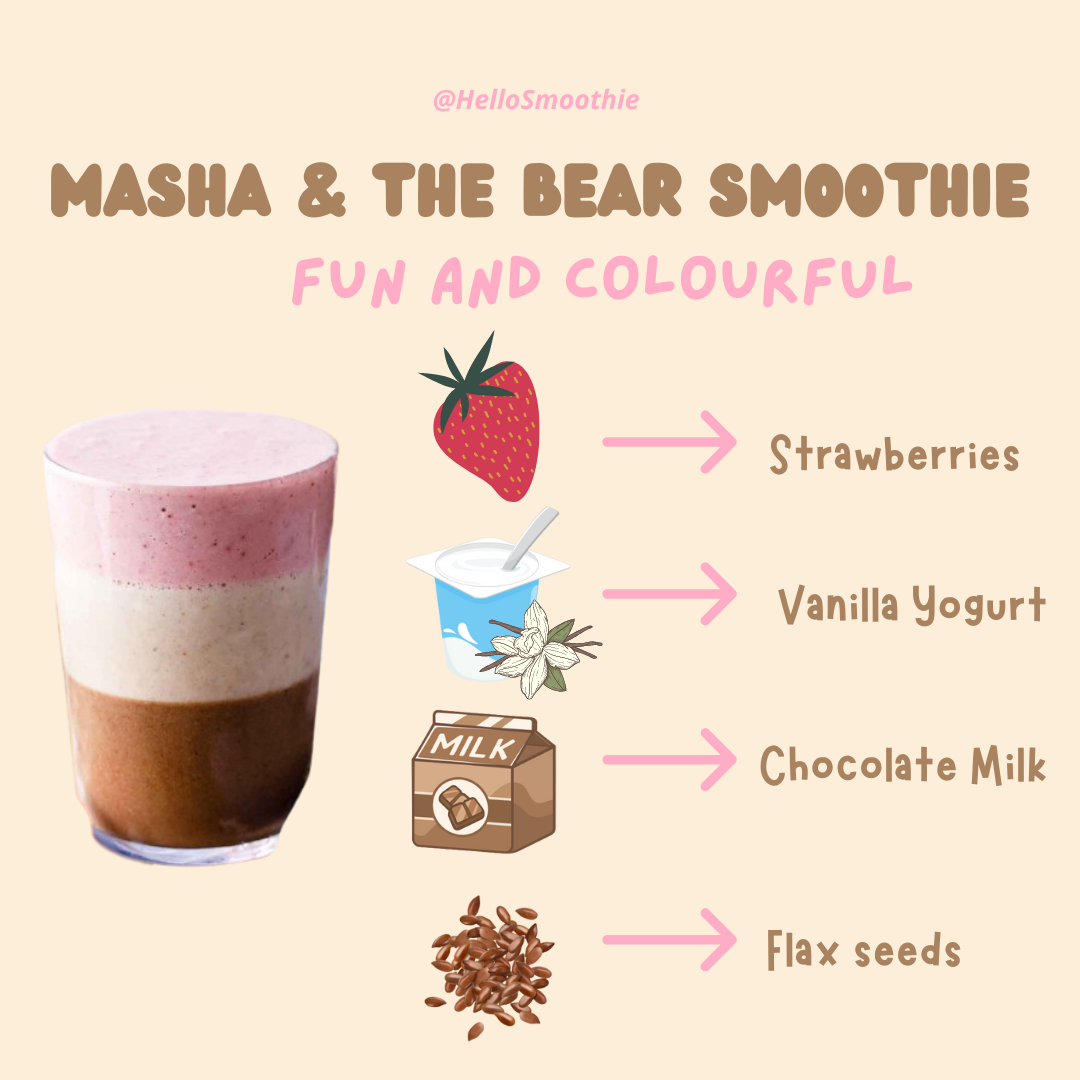 @HelloSmoothie
MASHA & THE BEAR SMOOTHIE
FUN AND COLOURFUL
Strawberries
Vanilla Yogurt
MILK
Chocolate Milk
Flax seeds